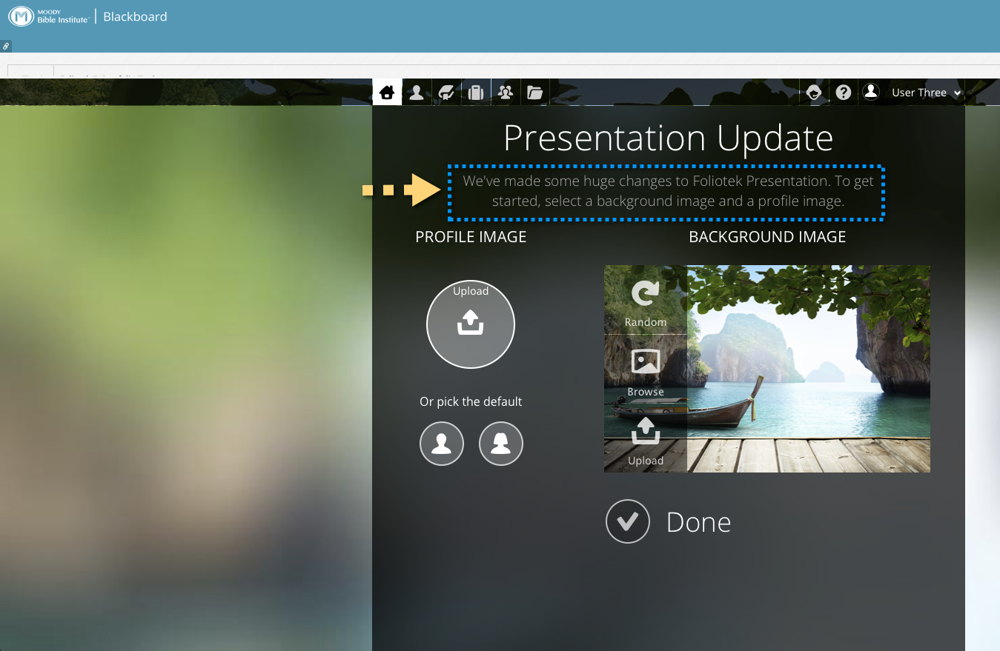 MOODY
Bible Institute™ | Blackboard
User Three
Presentation Update
We've made some huge changes to Foliotek Presentation. To get
started, select a background image and a profile image.
PROFILE IMAGE
BACKGROUND IMAGE
Upload
Or pick the default
Random
Browse
Upload
Done